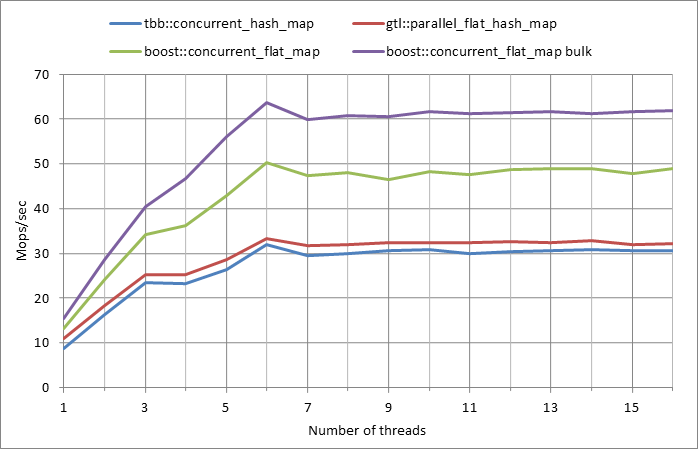 tbb::concurrent_hash_map gtl::parallel_flat_hash_map
boost::concurrent_flat_map boost::concurrent_flat_map bulk
70
60
50
40
30
20
10
0
Mops/sec
1 3 5 7 9 11 13 15
Number of threads